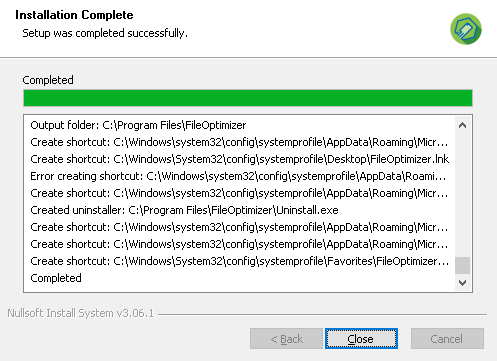 Installation Complete
Setup was completed successfully.
Completed
Output folder: C:\Program Files\FileOptimizer
Create shortcut: C:\Windows\system32\config\systemprofile\AppData\Roaming\Micr...
Create shortcut: C:\Windows\system32\config\systemprofile\Desktop\FileOptimizer.lnk
Error creating shortcut: C:\Windows\system32\config\systemprofile\AppData\Roami...
Create shortcut: C:\Windows\system32\config\systemprofile\AppData\Roaming\Micr...
Created uninstaller: C:\Program Files\FileOptimizer\Uninstall.exe
Create shortcut: C:\Windows\system32\config\systemprofile\AppData\Roaming\Micr...
Create shortcut: C:\Windows\system32\config\systemprofile\AppData\Roaming\Micr...
Create shortcut: C:\Windows\System32\config\systemprofile\Favorites\FileOptimizer...
Completed
Nullsoft Install System v3.06.1
< Back Close Cancel